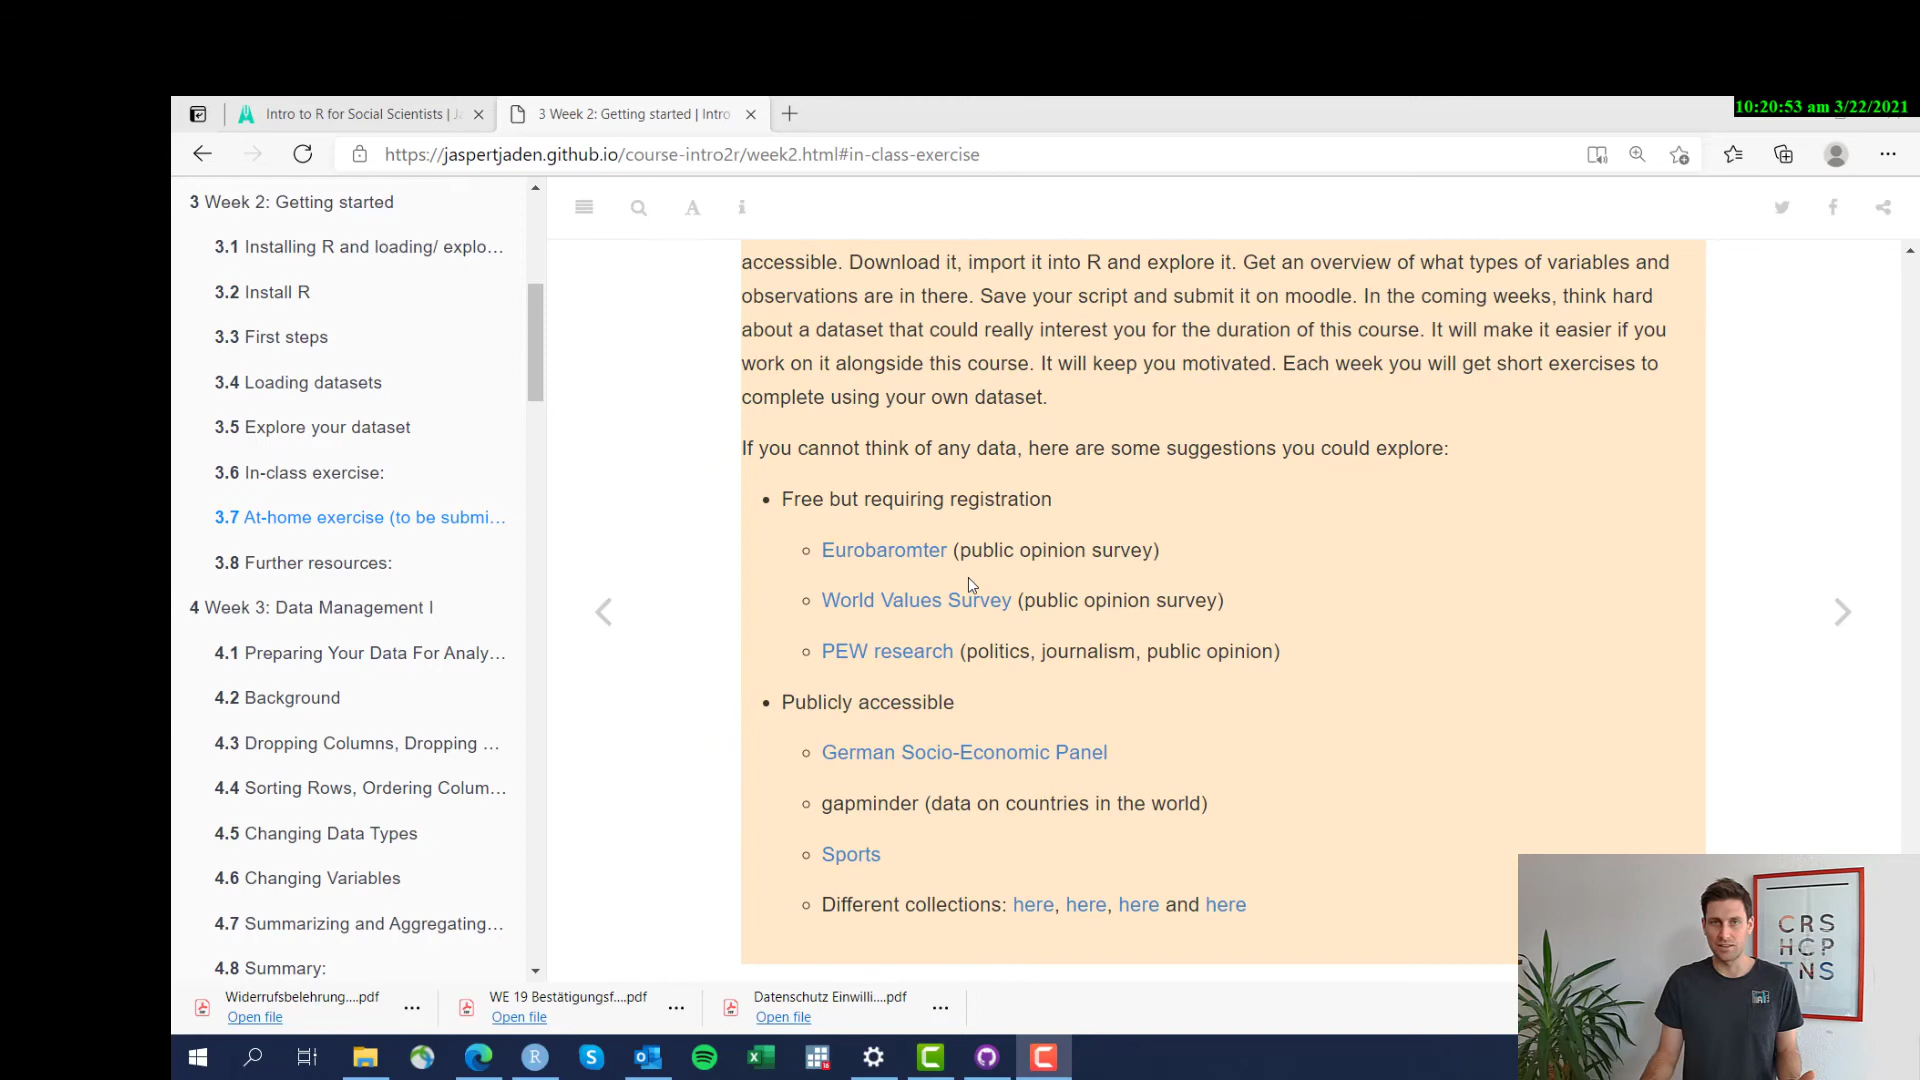 10:20:53 am 3/22/2021
Intro to R for Social Scientists | J
3 Week 2: Getting started | Intro
https://jaspertjaden.github.io/course-intro2r/week2.html#in-class-exercise
3 Week 2: Getting started
3.1 Installing R and loading/ explo…
3.2 Install R
3.3 First steps
3.4 Loading datasets
3.5 Explore your dataset
3.6 In-class exercise:
3.7 At-home exercise (to be submi…
3.8 Further resources:
4 Week 3: Data Management I
4.1 Preparing Your Data For Analy…
4.2 Background
4.3 Dropping Columns, Dropping …
4.4 Sorting Rows, Ordering Colum…
4.5 Changing Data Types
4.6 Changing Variables
4.7 Summarizing and Aggregating…
4.8 Summary:
accessible. Download it, import it into R and explore it. Get an overview of what types of variables and
observations are in there. Save your script and submit it on moodle. In the coming weeks, think hard
about a dataset that could really interest you for the duration of this course. It will make it easier if you
work on it alongside this course. It will keep you motivated. Each week you will get short exercises to
complete using your own dataset.
If you cannot think of any data, here are some suggestions you could explore:
Free but requiring registration
Eurobaromter (public opinion survey)
World Values Survey (public opinion survey)
PEW research (politics, journalism, public opinion)
Publicly accessible
German Socio-Economic Panel
gapminder (data on countries in the world)
Sports
Different collections: here, here, here and here
CRS
HCP
TNS
Widerrufsbelehrung....pdf
Open file
WE 19 Bestätigungsf....pdf
Open file
Datenschutz Einwilli....pdf
Open file